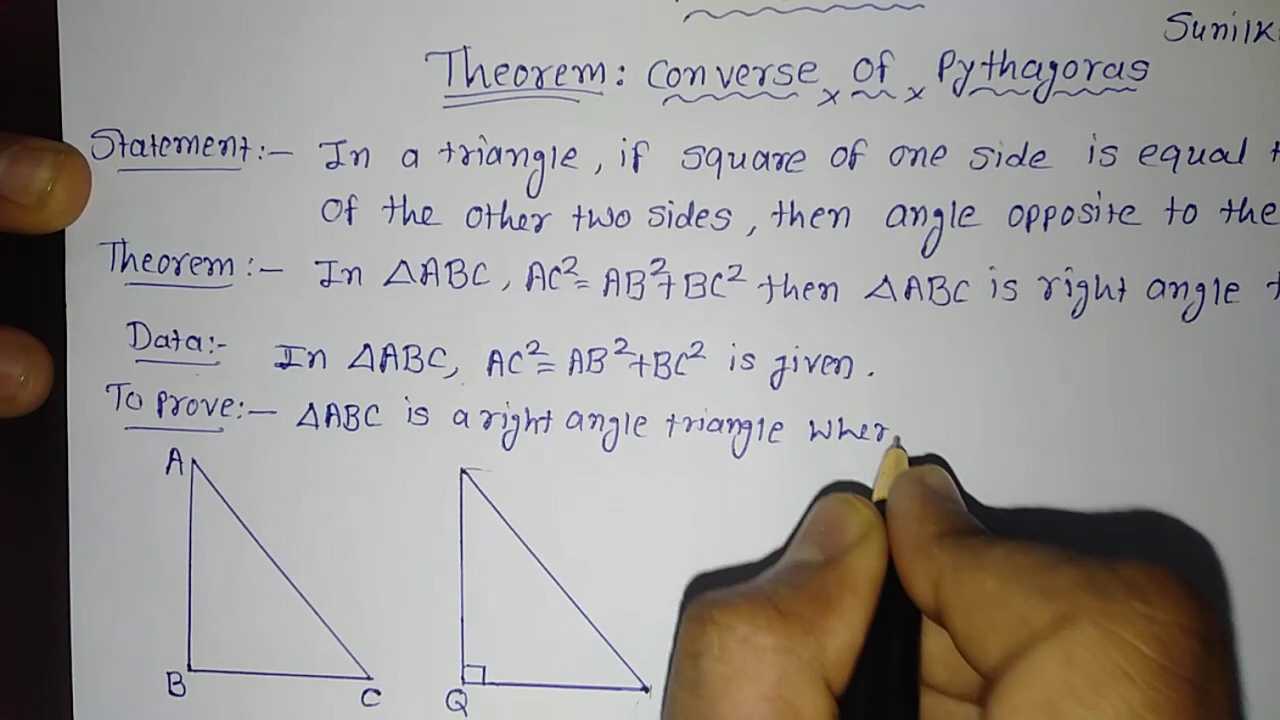 Sunilk
Theorem: Converse of Pythagoras
Statement:- In a triangle, if square of one side is equal
of the other two sides, then angle opposite to the
Theorem:- In △ABC, AC²= AB²+BC² then △ABC is right angle
Data:- In △ABC, AC²= AB²+BC² is given.
To prove:- △ABC is a right angle triangle wher
A
B
C
Q